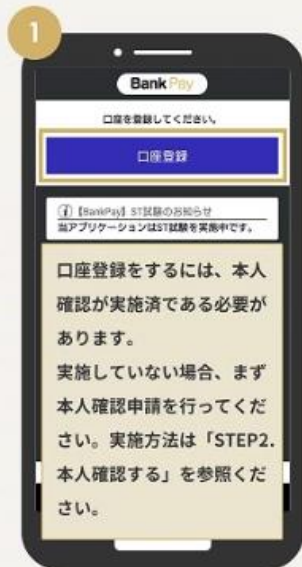 1
Bank Pay
口座を登録してください。
口座登録
i 【BankPay】ST試験のお知らせ
当アプリケーションはST試験を実施中です。
口座登録をするには、本人
確認が実施済である必要が
あります。
実施していない場合、まず
本人確認申請を行ってくだ
さい。実施方法は「STEP2.
本人確認する」を参照くだ
さい。